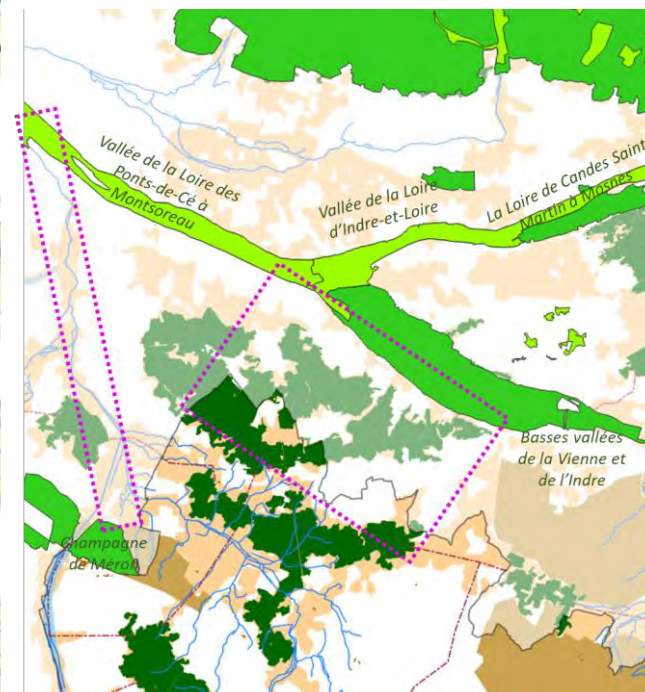 Vallée de la Loire des
Ponts-de-Cé à
Montsoreau
Vallée de la Loire
d'Indre-et-Loire
La Loire de Candes Saint
Martin à Mosnes
Basses vallées
de la Vienne et
de l'Indre
Champagne
de Méron